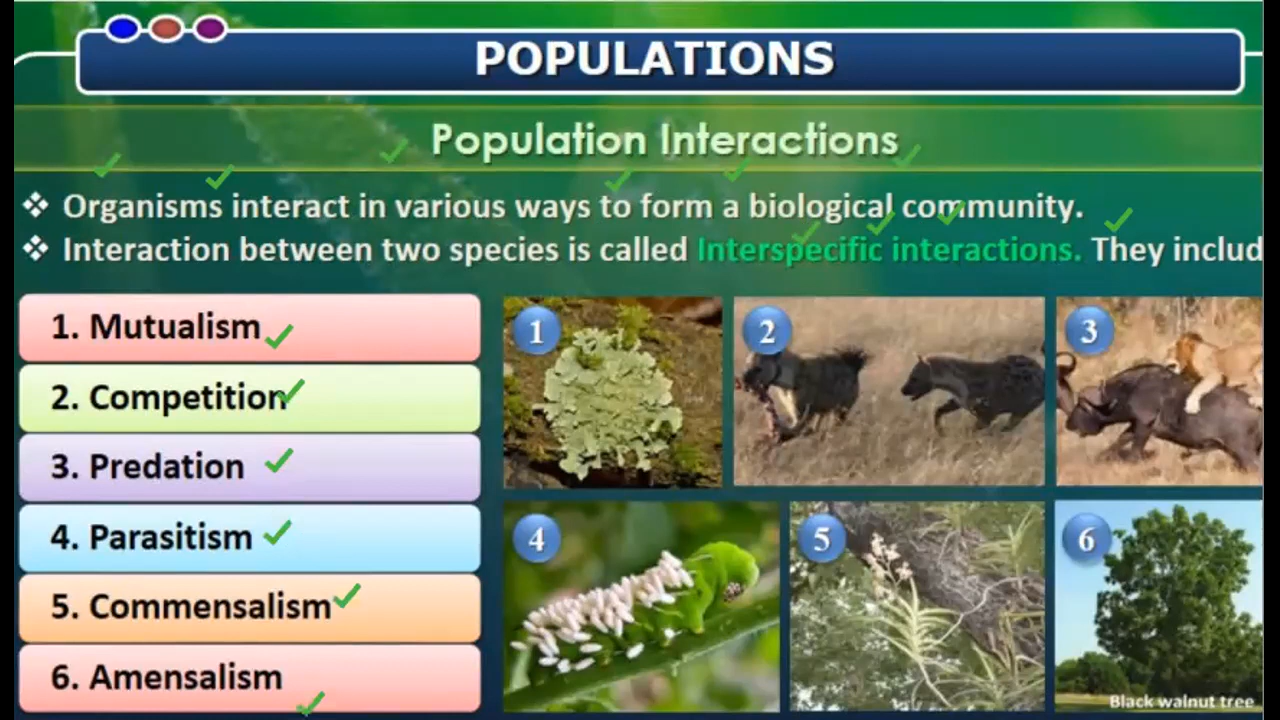 POPULATIONS
Population Interactions
❖ Organisms interact in various ways to form a biological community.
❖ Interaction between two species is called Interspecific interactions. They includ
1. Mutualism
2. Competition
3. Predation
4. Parasitism
5. Commensalism
6. Amensalism
1
2
3
4
5
6
Black walnut tree